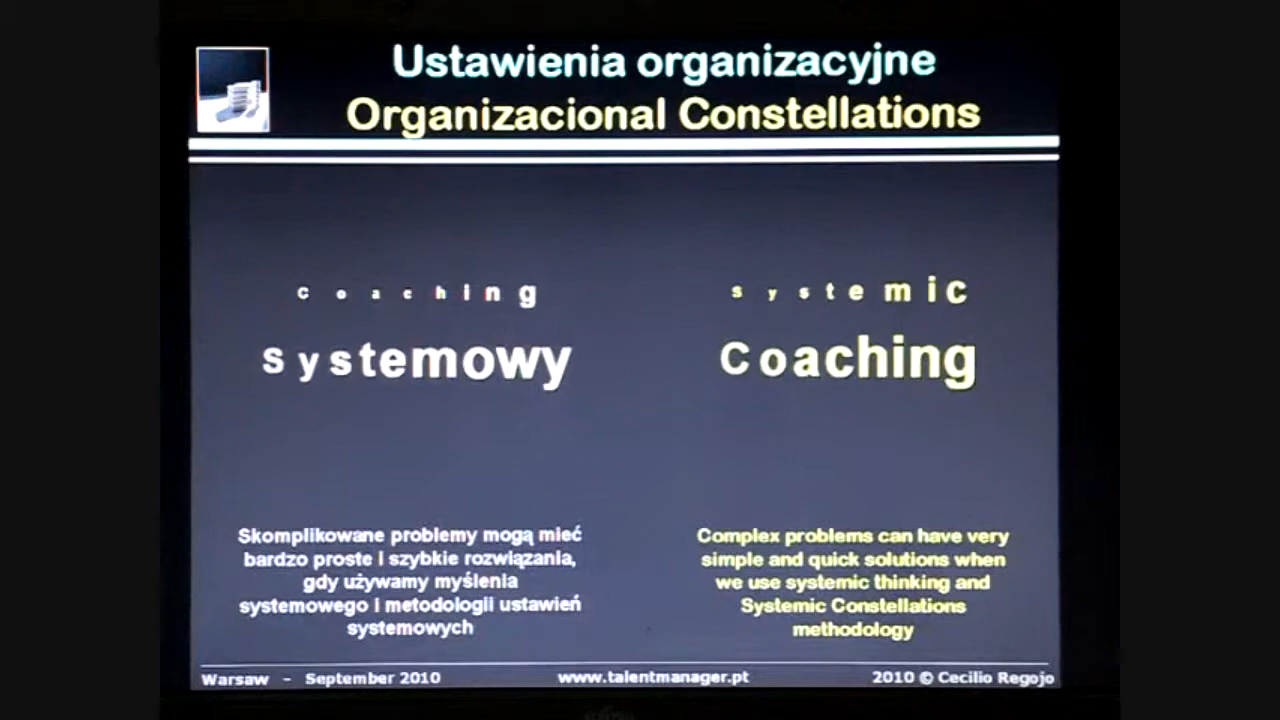 Ustawienia organizacyjne
Organizacional Constellations
coaching
systemowy
systemic
Coaching
Skomplikowane problemy mogą mieć
bardzo proste i szybkie rozwiązania,
gdy używamy myślenia
systemowego i metodologii ustawień
systemowych
Complex problems can have very
simple and quick solutions when
we use systemic thinking and
Systemic Constellations
methodology
Warsaw - September 2010
www.talentmanager.pt
2010 © Cecilio Regojo